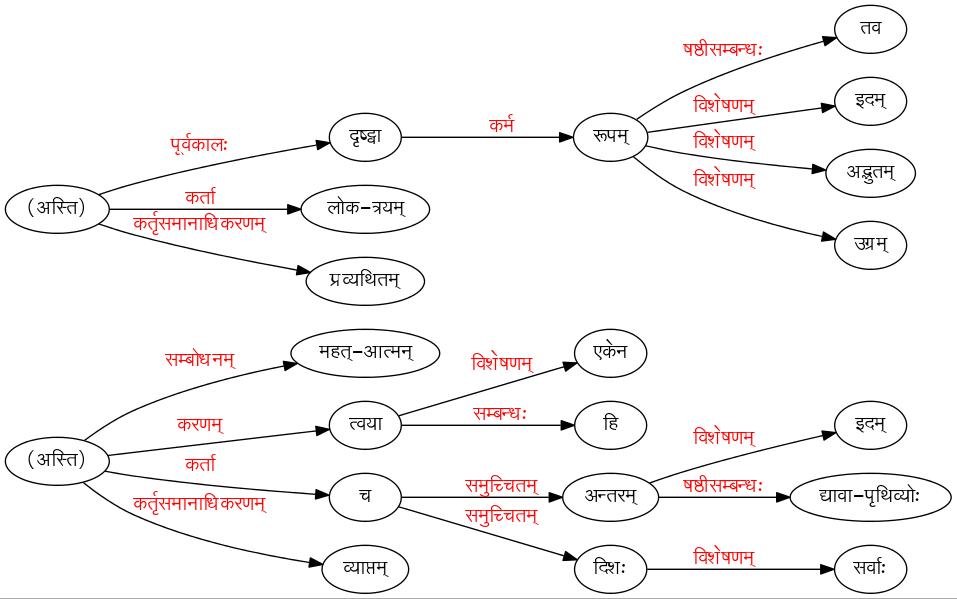 तव
षष्ठीसम्बन्धः
विशेषणम् इदम्
पूर्वकालः दृष्ट्वा कर्म रूपम् विशेषणम्
अद्भुतम्
विशेषणम्
(अस्ति) कर्ता लोक-त्रयम्
कर्तृसमानाधिकरणम् उग्रम्
प्रव्यथितम्
सम्बोधनम् महत्-आत्मन् विशेषणम् एकेन
करणम् त्वया सम्बन्धः हि विशेषणम् इदम्
(अस्ति) कर्ता
च समुच्चितम् अन्तरम् षष्ठीसम्बन्धः द्यावा-पृथिव्योः
कर्तृसमानाधिकरणम् समुच्चितम्
व्याप्तम् दिशः विशेषणम् सर्वाः